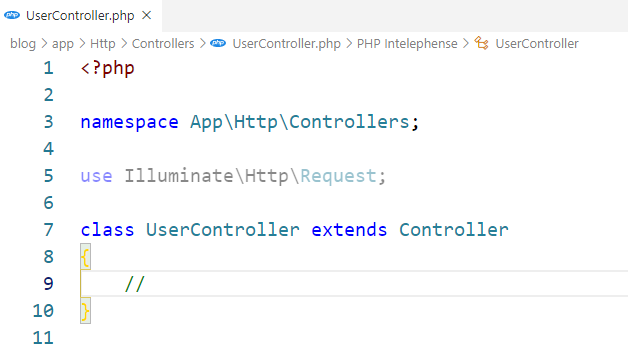 php UserController.php ×
blog > app > Http > Controllers > php UserController.php > PHP Intelephense > UserController
1 <?php
2
3 namespace App\Http\Controllers;
4
5 use Illuminate\Http\Request;
6
7 class UserController extends Controller
8 {
9     //
10 }
11